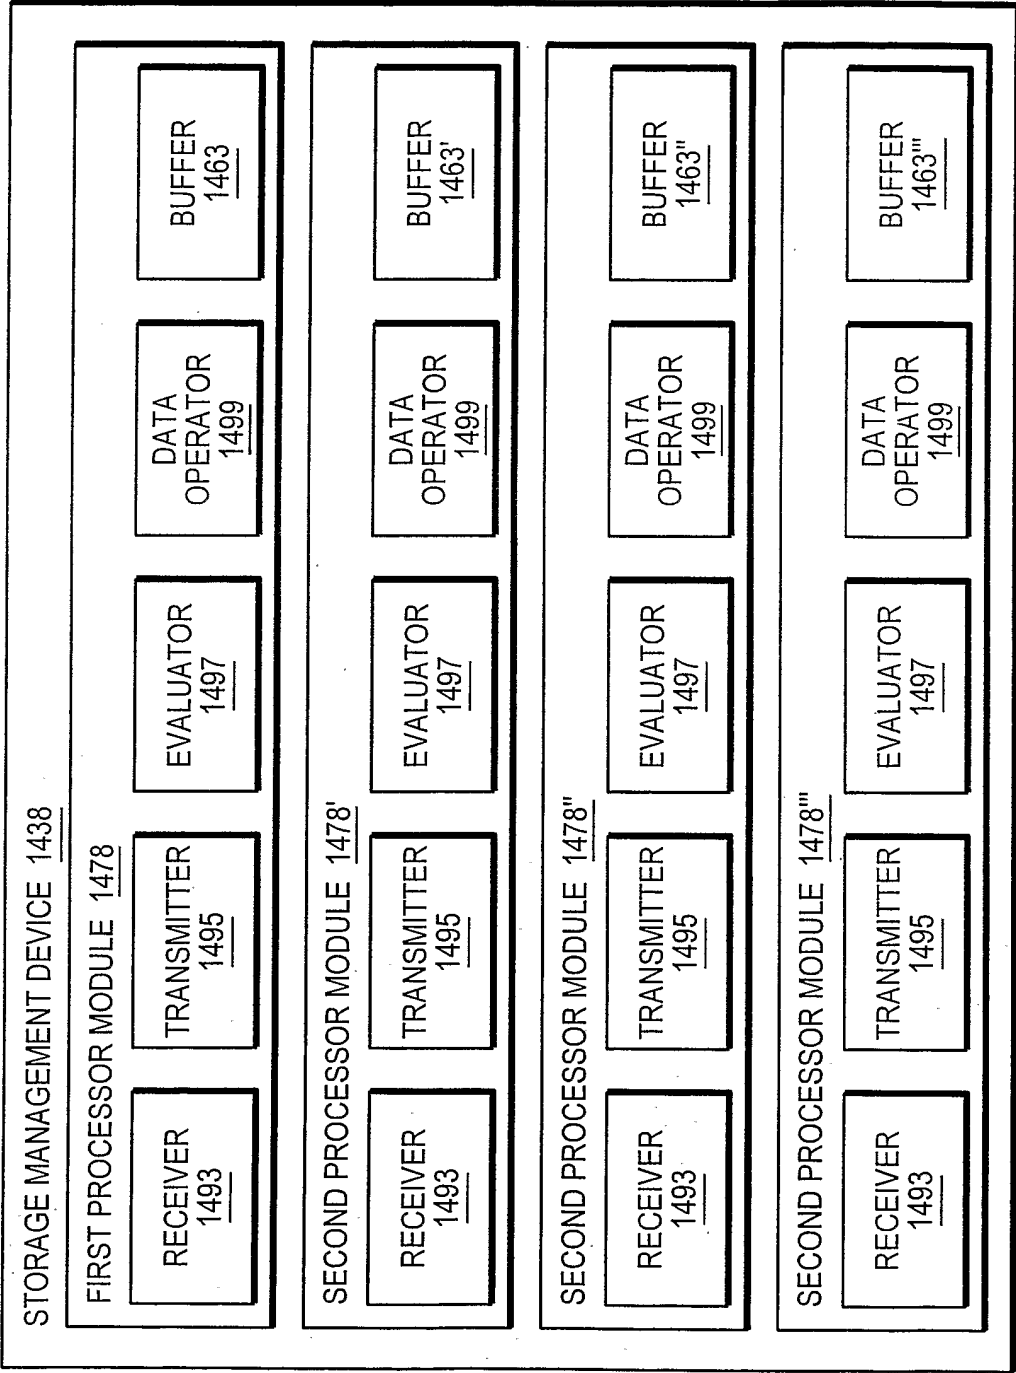 STORAGE MANAGEMENT DEVICE 1438
FIRST PROCESSOR MODULE 1478
RECEIVER
1493
TRANSMITTER
1495
EVALUATOR
1497
DATA
OPERATOR
1499
BUFFER
1463
SECOND PROCESSOR MODULE 1478'
RECEIVER
1493
TRANSMITTER
1495
EVALUATOR
1497
DATA
OPERATOR
1499
BUFFER
1463'
SECOND PROCESSOR MODULE 1478"
RECEIVER
1493
TRANSMITTER
1495
EVALUATOR
1497
DATA
OPERATOR
1499
BUFFER
1463"
SECOND PROCESSOR MODULE 1478'"
RECEIVER
1493
TRANSMITTER
1495
EVALUATOR
1497
DATA
OPERATOR
1499
BUFFER
1463'"